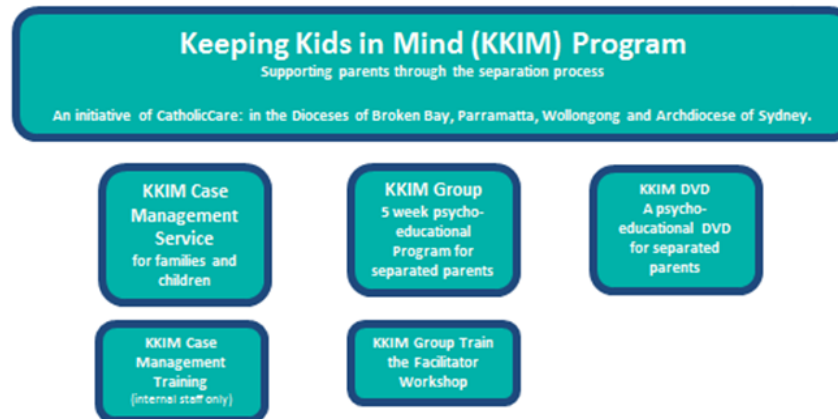 Keeping Kids in Mind (KKIM) Program
Supporting parents through the separation process
An initiative of CatholicCare: in the Dioceses of Broken Bay, Parramatta, Wollongong and Archdiocese of Sydney.
KKIM Case
Management
Service
for families and
children
KKIM Group
5 week psycho-
educational
Program for
separated parents
KKIM DVD
A psycho-
educational DVD
for separated
parents
KKIM Case
Management
Training
(internal staff only)
KKIM Group Train
the Facilitator
Workshop